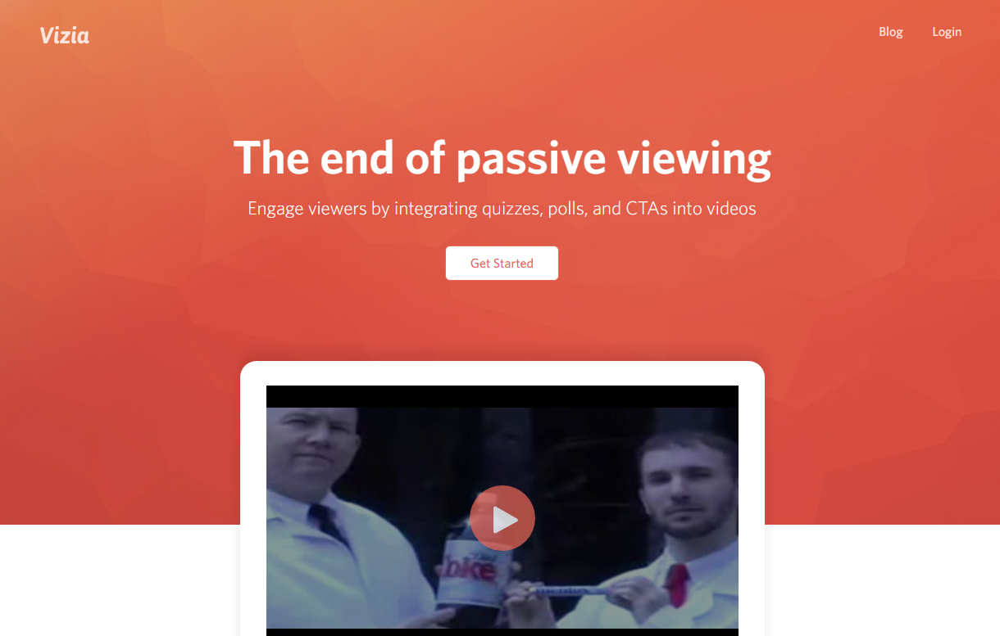 Vizia
Blog
Login
The end of passive viewing
Engage viewers by integrating quizzes, polls, and CTAs into videos
Get Started
Coke